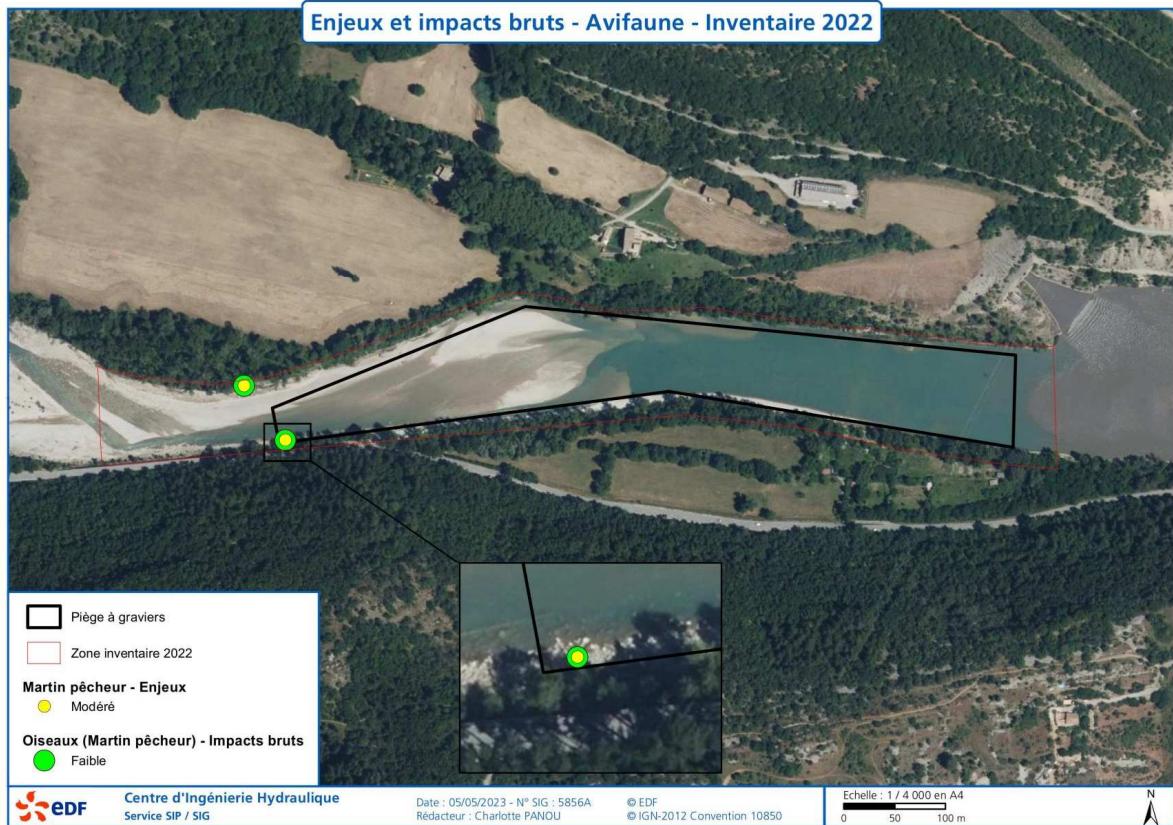 Enjeux et impacts bruts - Avifaune - Inventaire 2022
Piège à graviers
Zone inventaire 2022
Martin pêcheur - Enjeux
Modéré
Oiseaux (Martin pêcheur) - Impacts bruts
Faible
EDF
Centre d'Ingénierie Hydraulique
Service SIP / SIG
Date : 05/05/2023 - N° SIG : 5856A
Rédacteur : Charlotte PANOU
© EDF
© IGN-2012 Convention 10850
Echelle : 1 / 4 000 en A4
0 50 100 m
N